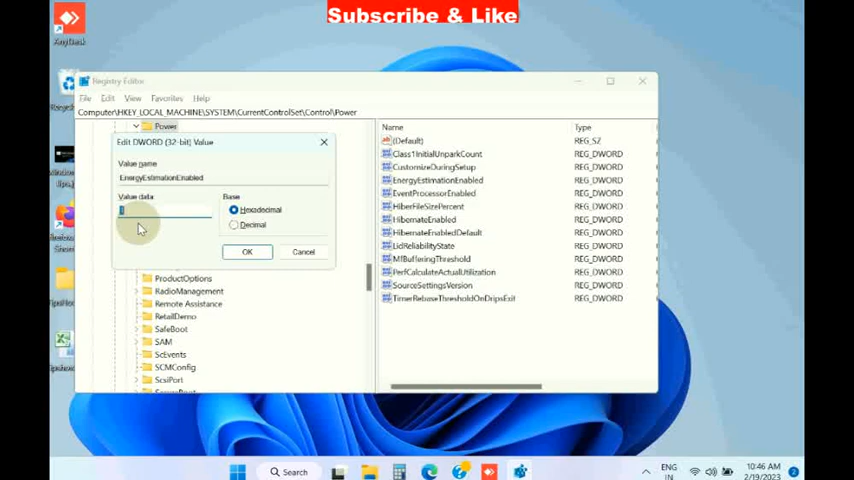 Subscribe & Like
AnyDesk
Registry Editor
File Edit View Favorites Help
Computer\HKEY_LOCAL_MACHINE\SYSTEM\CurrentControlSet\Control\Power
Power
Edit DWORD (32-bit) Value
Value name
EnergyEstimationEnabled
Value data:
Base
1
Hexadecimal
Decimal
OK
Cancel
ProductOptions
RadioManagement
Remote Assistance
RetailDemo
SafeBoot
SAM
ScEvents
SCMConfig
ScsiPort
Name Type
(Default) REG_SZ
Class1InitialUnparkCount REG_DWORD
CustomizeDuringSetup REG_DWORD
EnergyEstimationEnabled REG_DWORD
EventProcessorEnabled REG_DWORD
HiberFileSizePercent REG_DWORD
HibernateEnabled REG_DWORD
HibernateEnabledDefault REG_DWORD
LidReliabilityState REG_DWORD
MfBufferingThreshold REG_DWORD
PerfCalculateActualUtilization REG_DWORD
SourceSettingsVersion REG_DWORD
TimerRebaseThresholdOnDripsExit REG_DWORD
Search
ENG
IN
10:46 AM
2/19/2023
2